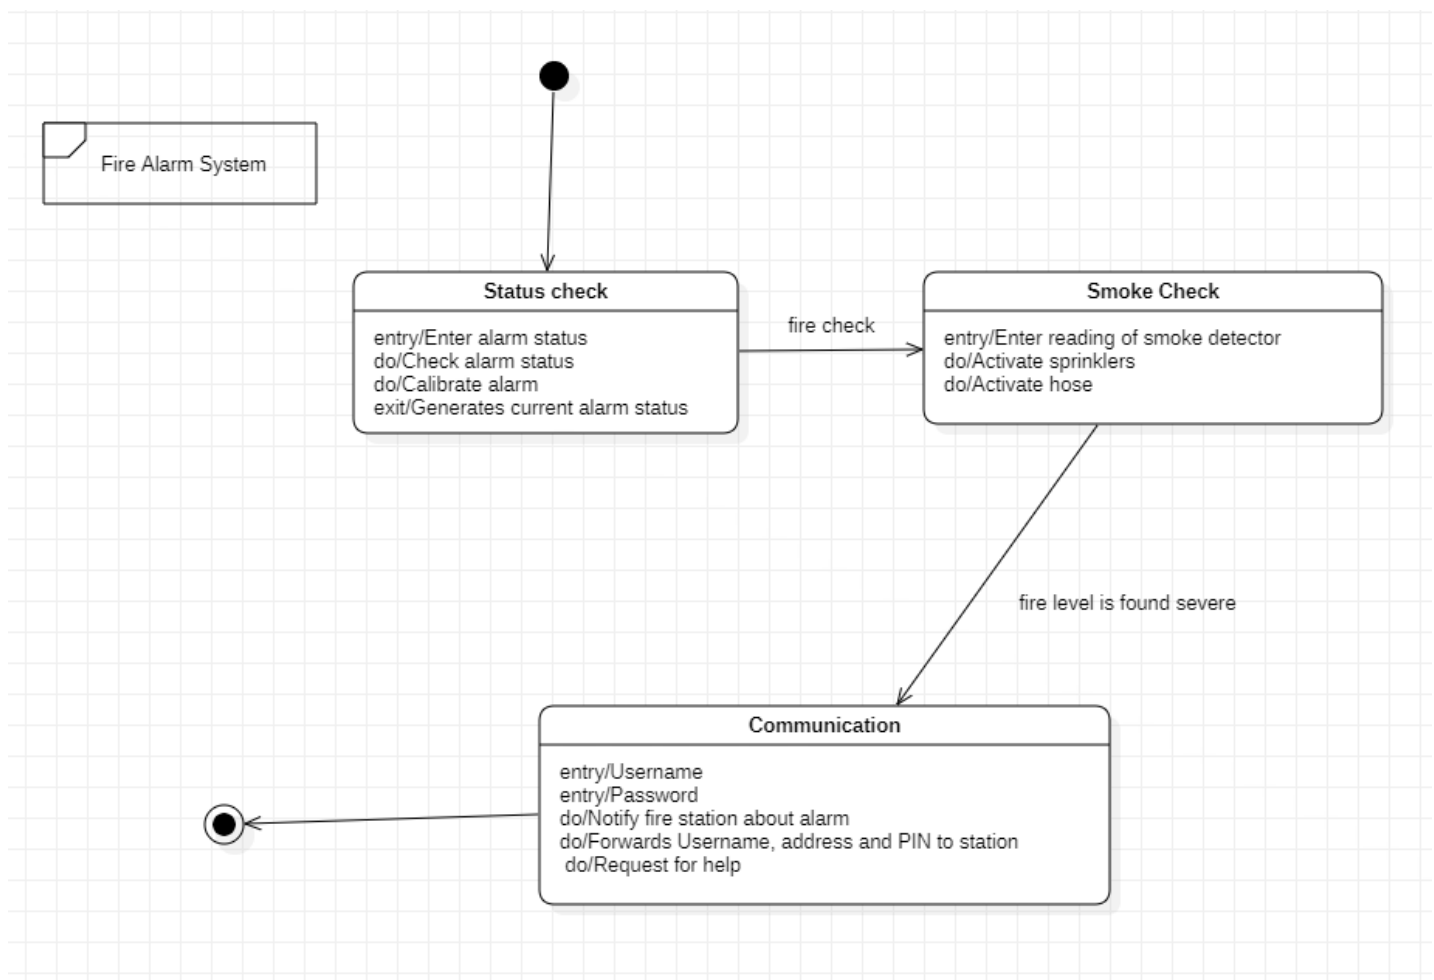 Fire Alarm System
Status check
entry/Enter alarm status
do/Check alarm status
do/Calibrate alarm
exit/Generates current alarm status
fire check
Smoke Check
entry/Enter reading of smoke detector
do/Activate sprinklers
do/Activate hose
fire level is found severe
Communication
entry/Username
entry/Password
do/Notify fire station about alarm
do/Forwards Username, address and PIN to station
do/Request for help